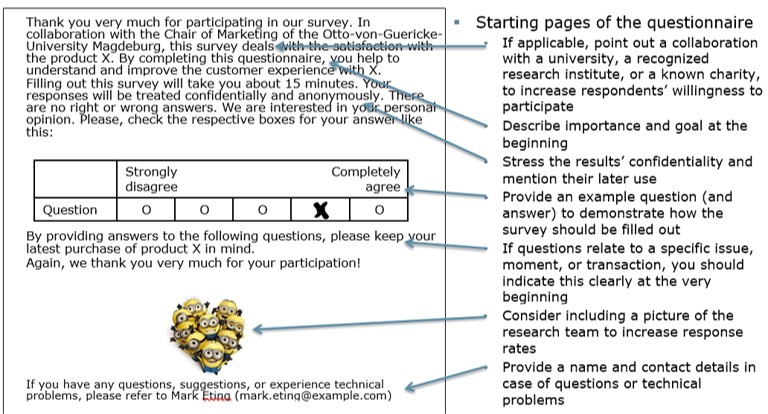 Thank you very much for participating in our survey. In
collaboration with the Chair of Marketing of the Otto-von-Guericke-
University Magdeburg, this survey deals with the satisfaction with
the product X. By completing this questionnaire, you help to
understand and improve the customer experience with X.
Filling out this survey will take you about 15 minutes. Your
responses will be treated confidentially and anonymously. There
are no right or wrong answers. We are interested in your personal
opinion. Please, check the respective boxes for your answer like
this:
Strongly
disagree
Completely
agree
Question O O O X O
By providing answers to the following questions, please keep your
latest purchase of product X in mind.
Again, we thank you very much for your participation!
If you have any questions, suggestions, or experience technical
problems, please refer to Mark Eting (mark.eting@example.com)
Starting pages of the questionnaire
If applicable, point out a collaboration
with a university, a recognized
research institute, or a known charity,
to increase respondents’ willingness to
participate
Describe importance and goal at the
beginning
Stress the results’ confidentiality and
mention their later use
Provide an example question (and
answer) to demonstrate how the
survey should be filled out
If questions relate to a specific issue,
moment, or transaction, you should
indicate this clearly at the very
beginning
Consider including a picture of the
research team to increase response
rates
Provide a name and contact details in
case of questions or technical
problems